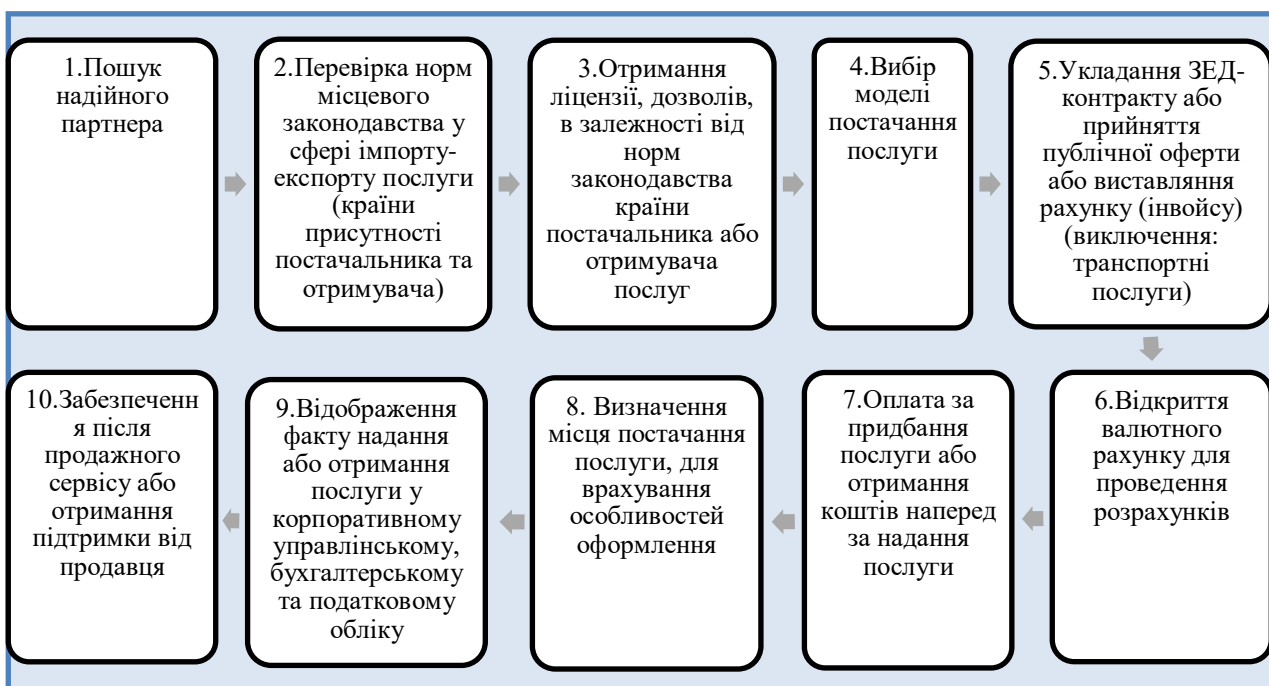 1.Пошук
надійного
партнера
2.Перевірка норм
місцевого
законодавства у
сфері імпорту-
експорту послуги
(країни
присутності
постачальника та
отримувача)
3.Отримання
ліцензії, дозволів,
в залежності від
норм
законодавства
країни
постачальника або
отримувача
послуг
4.Вибір
моделі
постачання
послуги
5.Укладання ЗЕД-
контракту або
прийняття
публічної оферти
або виставляння
рахунку (інвойсу)
(виключення:
транспортні
послуги)
6.Відкриття
валютного
рахунку для
проведення
розрахунків
7.Оплата за
придбання
послуги або
отримання
коштів наперед
за надання
послуги
8. Визначення
місця постачання
послуги, для
врахування
особливостей
оформлення
9.Відображення
факту надання
або отримання
послуги у
корпоративному
управлінському,
бухгалтерському
та податковому
обліку
10.Забезпеченн
я після
продажного
сервісу або
отримання
підтримки від
продавця